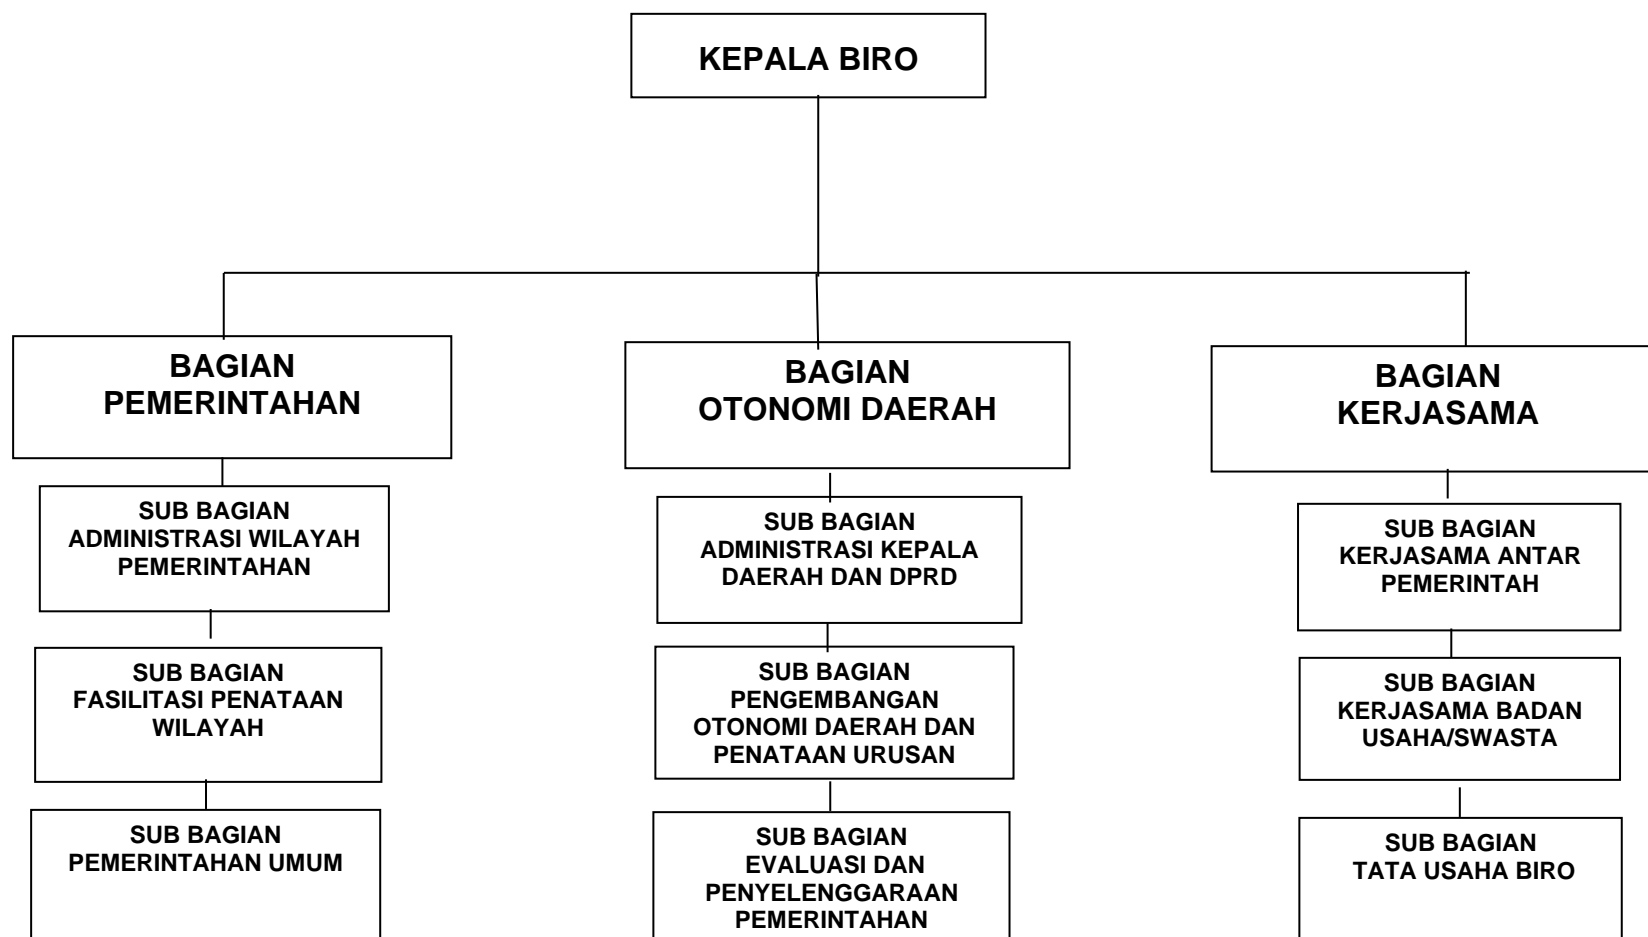 KEPALA BIRO
BAGIAN
PEMERINTAHAN
BAGIAN
OTONOMI DAERAH
BAGIAN
KERJASAMA
SUB BAGIAN
ADMINISTRASI WILAYAH
PEMERINTAHAN
SUB BAGIAN
ADMINISTRASI KEPALA
DAERAH DAN DPRD
SUB BAGIAN
KERJASAMA ANTAR
PEMERINTAH
SUB BAGIAN
FASILITASI PENATAAN
WILAYAH
SUB BAGIAN
PENGEMBANGAN
OTONOMI DAERAH DAN
PENATAAN URUSAN
SUB BAGIAN
KERJASAMA BADAN
USAHA/SWASTA
SUB BAGIAN
PEMERINTAHAN UMUM
SUB BAGIAN
EVALUASI DAN
PENYELENGGARAAN
PEMERINTAHAN
SUB BAGIAN
TATA USAHA BIRO